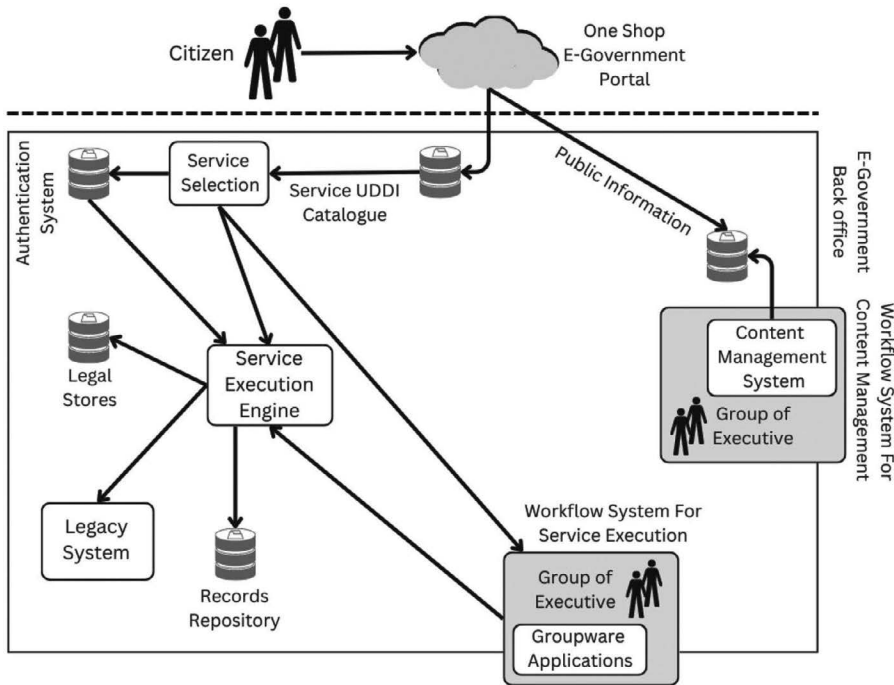 Citizen
One Shop
E-Government
Portal
Authentication
System
Service
Selection
Service UDDI
Catalogue
Public Information
E-Government
Back office
Legal
Stores
Service
Execution
Engine
Content
Management
System
Group of
Executive
Workflow System For
Content Management
Legacy
System
Records
Repository
Workflow System For
Service Execution
Group of
Executive
Groupware
Applications